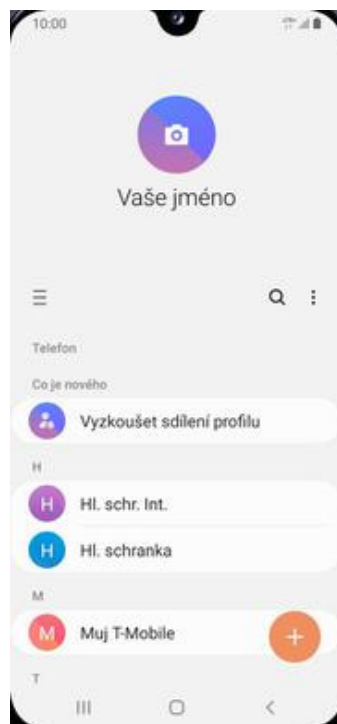 10:00
Vaše jméno
Telefon
Co je nového
Vyzkoušet sdílení profilu
H
H Hl. schr. Int.
H Hl. schranka
M
M Muj T-Mobile
T